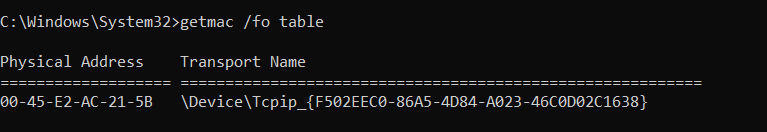 C:\Windows\System32>getmac /fo table
Physical Address    Transport Name
=================== ==========================================================
00-45-E2-AC-21-5B   \Device\Tcpip_{F502EEC0-86A5-4D84-A023-46C0D02C1638}